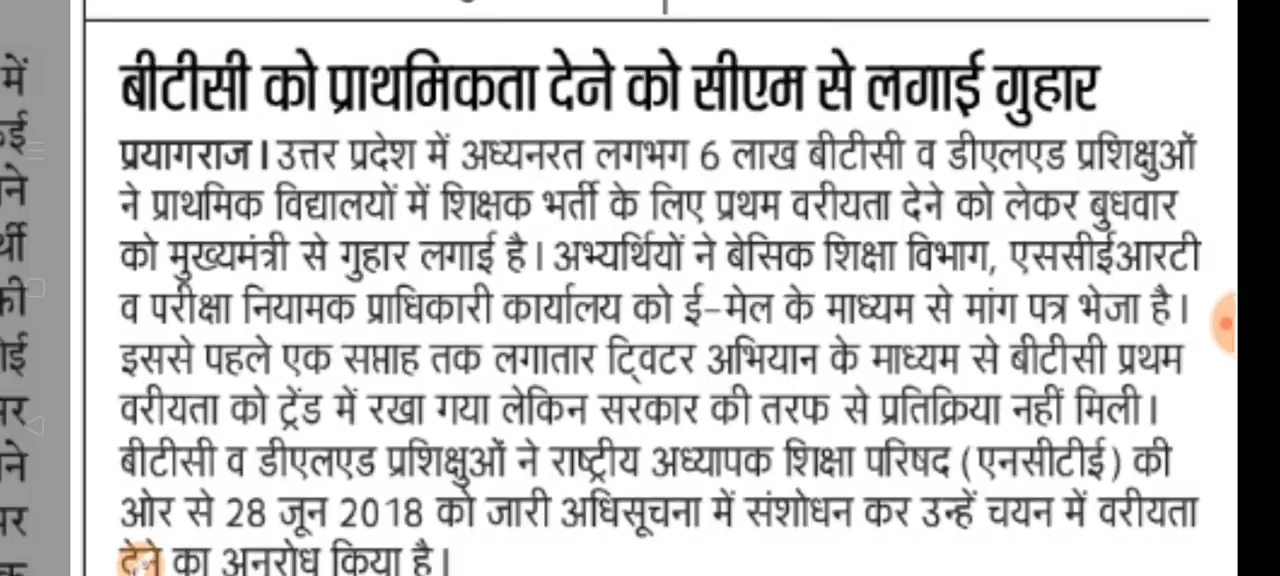 बीटीसी को प्राथमिकता देने को सीएम से लगाई गुहार
प्रयागराज। उत्तर प्रदेश में अध्यनरत लगभग 6 लाख बीटीसी व डीएलएड प्रशिक्षुओं
ने प्राथमिक विद्यालयों में शिक्षक भर्ती के लिए प्रथम वरीयता देने को लेकर बुधवार
को मुख्यमंत्री से गुहार लगाई है। अभ्यर्थियों ने बेसिक शिक्षा विभाग, एससीईआरटी
व परीक्षा नियामक प्राधिकारी कार्यालय को ई-मेल के माध्यम से मांग पत्र भेजा है।
इससे पहले एक सप्ताह तक लगातार ट्विटर अभियान के माध्यम से बीटीसी प्रथम
वरीयता को ट्रेंड में रखा गया लेकिन सरकार की तरफ से प्रतिक्रिया नहीं मिली।
बीटीसी व डीएलएड प्रशिक्षुओं ने राष्ट्रीय अध्यापक शिक्षा परिषद (एनसीटीई) की
ओर से 28 जून 2018 को जारी अधिसूचना में संशोधन कर उन्हें चयन में वरीयता
देने का अनुरोध किया है।